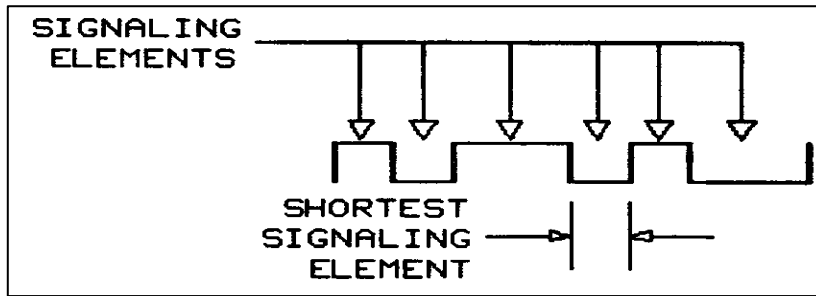 SIGNALING
ELEMENTS
SHORTEST
SIGNALING
ELEMENT